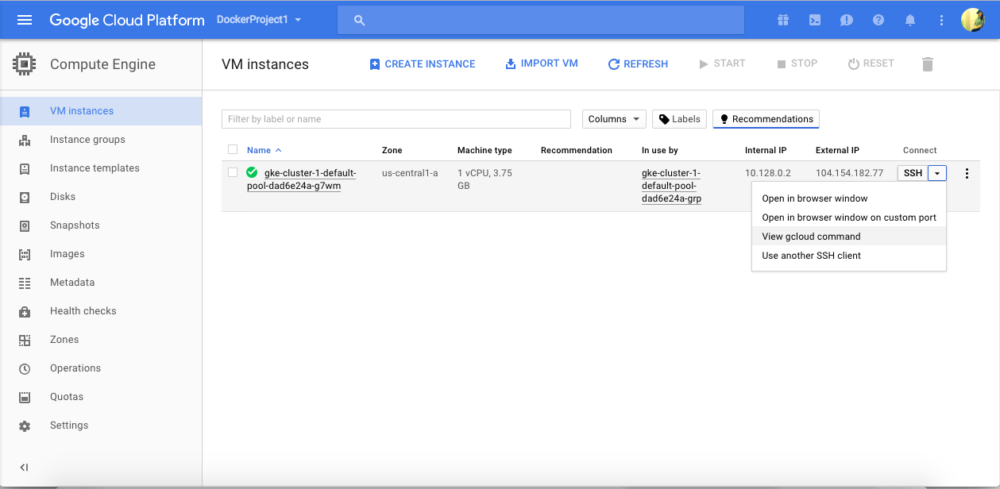 Google Cloud Platform DockerProject1
Compute Engine
VM instances CREATE INSTANCE IMPORT VM REFRESH START STOP RESET
VM instances
Instance groups
Instance templates
Disks
Snapshots
Images
Metadata
Health checks
Zones
Operations
Quotas
Settings
Filter by label or name Columns Labels Recommendations
Name Zone Machine type Recommendation In use by Internal IP External IP Connect
gke-cluster-1-default- us-central1-a 1 vCPU, 3.75 gke-cluster-1- 10.128.0.2 104.154.182.77 SSH
pool-dad6e24a-g7wm GB default-pool-
dad6e24a-grp
Open in browser window
Open in browser window on custom port
View gcloud command
Use another SSH client